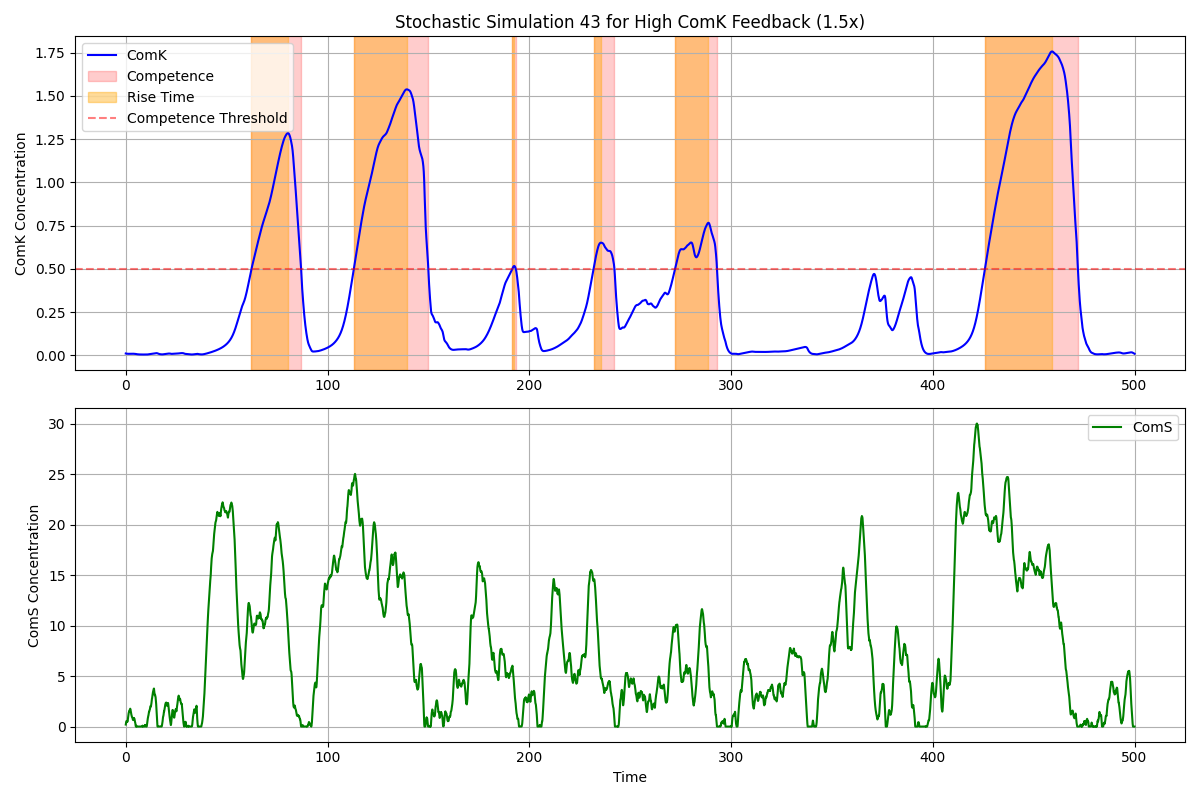 Stochastic Simulation 43 for High ComK Feedback (1.5x)
ComK Concentration
1.75
1.50
1.25
1.00
0.75
0.50
0.25
0.00
ComK
Competence
Rise Time
Competence Threshold
0 100 200 300 400 500
ComS Concentration
30
25
20
15
10
5
0
ComS
0 100 200 300 400 500
Time